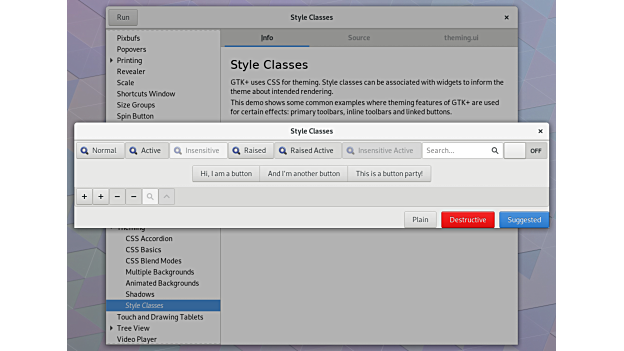 Run
Style Classes
Info
Source
theming.ui
Pixbufs
Popovers
Printing
Revealer
Scale
Shortcuts Window
Size Groups
Spin Button
Style Classes
GTK+ uses CSS for theming. Style classes can be associated with widgets to inform the
theme about intended rendering.
This demo shows some common examples where theming features of GTK+ are used
for certain effects: primary toolbars, inline toolbars and linked buttons.
Style Classes
Normal
Active
Insensitive
Raised
Raised Active
Insensitive Active
Search...
OFF
Hi, I am a button
And I'm another button
This is a button party!
Plain
Destructive
Suggested
Theming
CSS Accordion
CSS Basics
CSS Blend Modes
Multiple Backgrounds
Animated Backgrounds
Shadows
Style Classes
Touch and Drawing Tablets
Tree View
Video Player